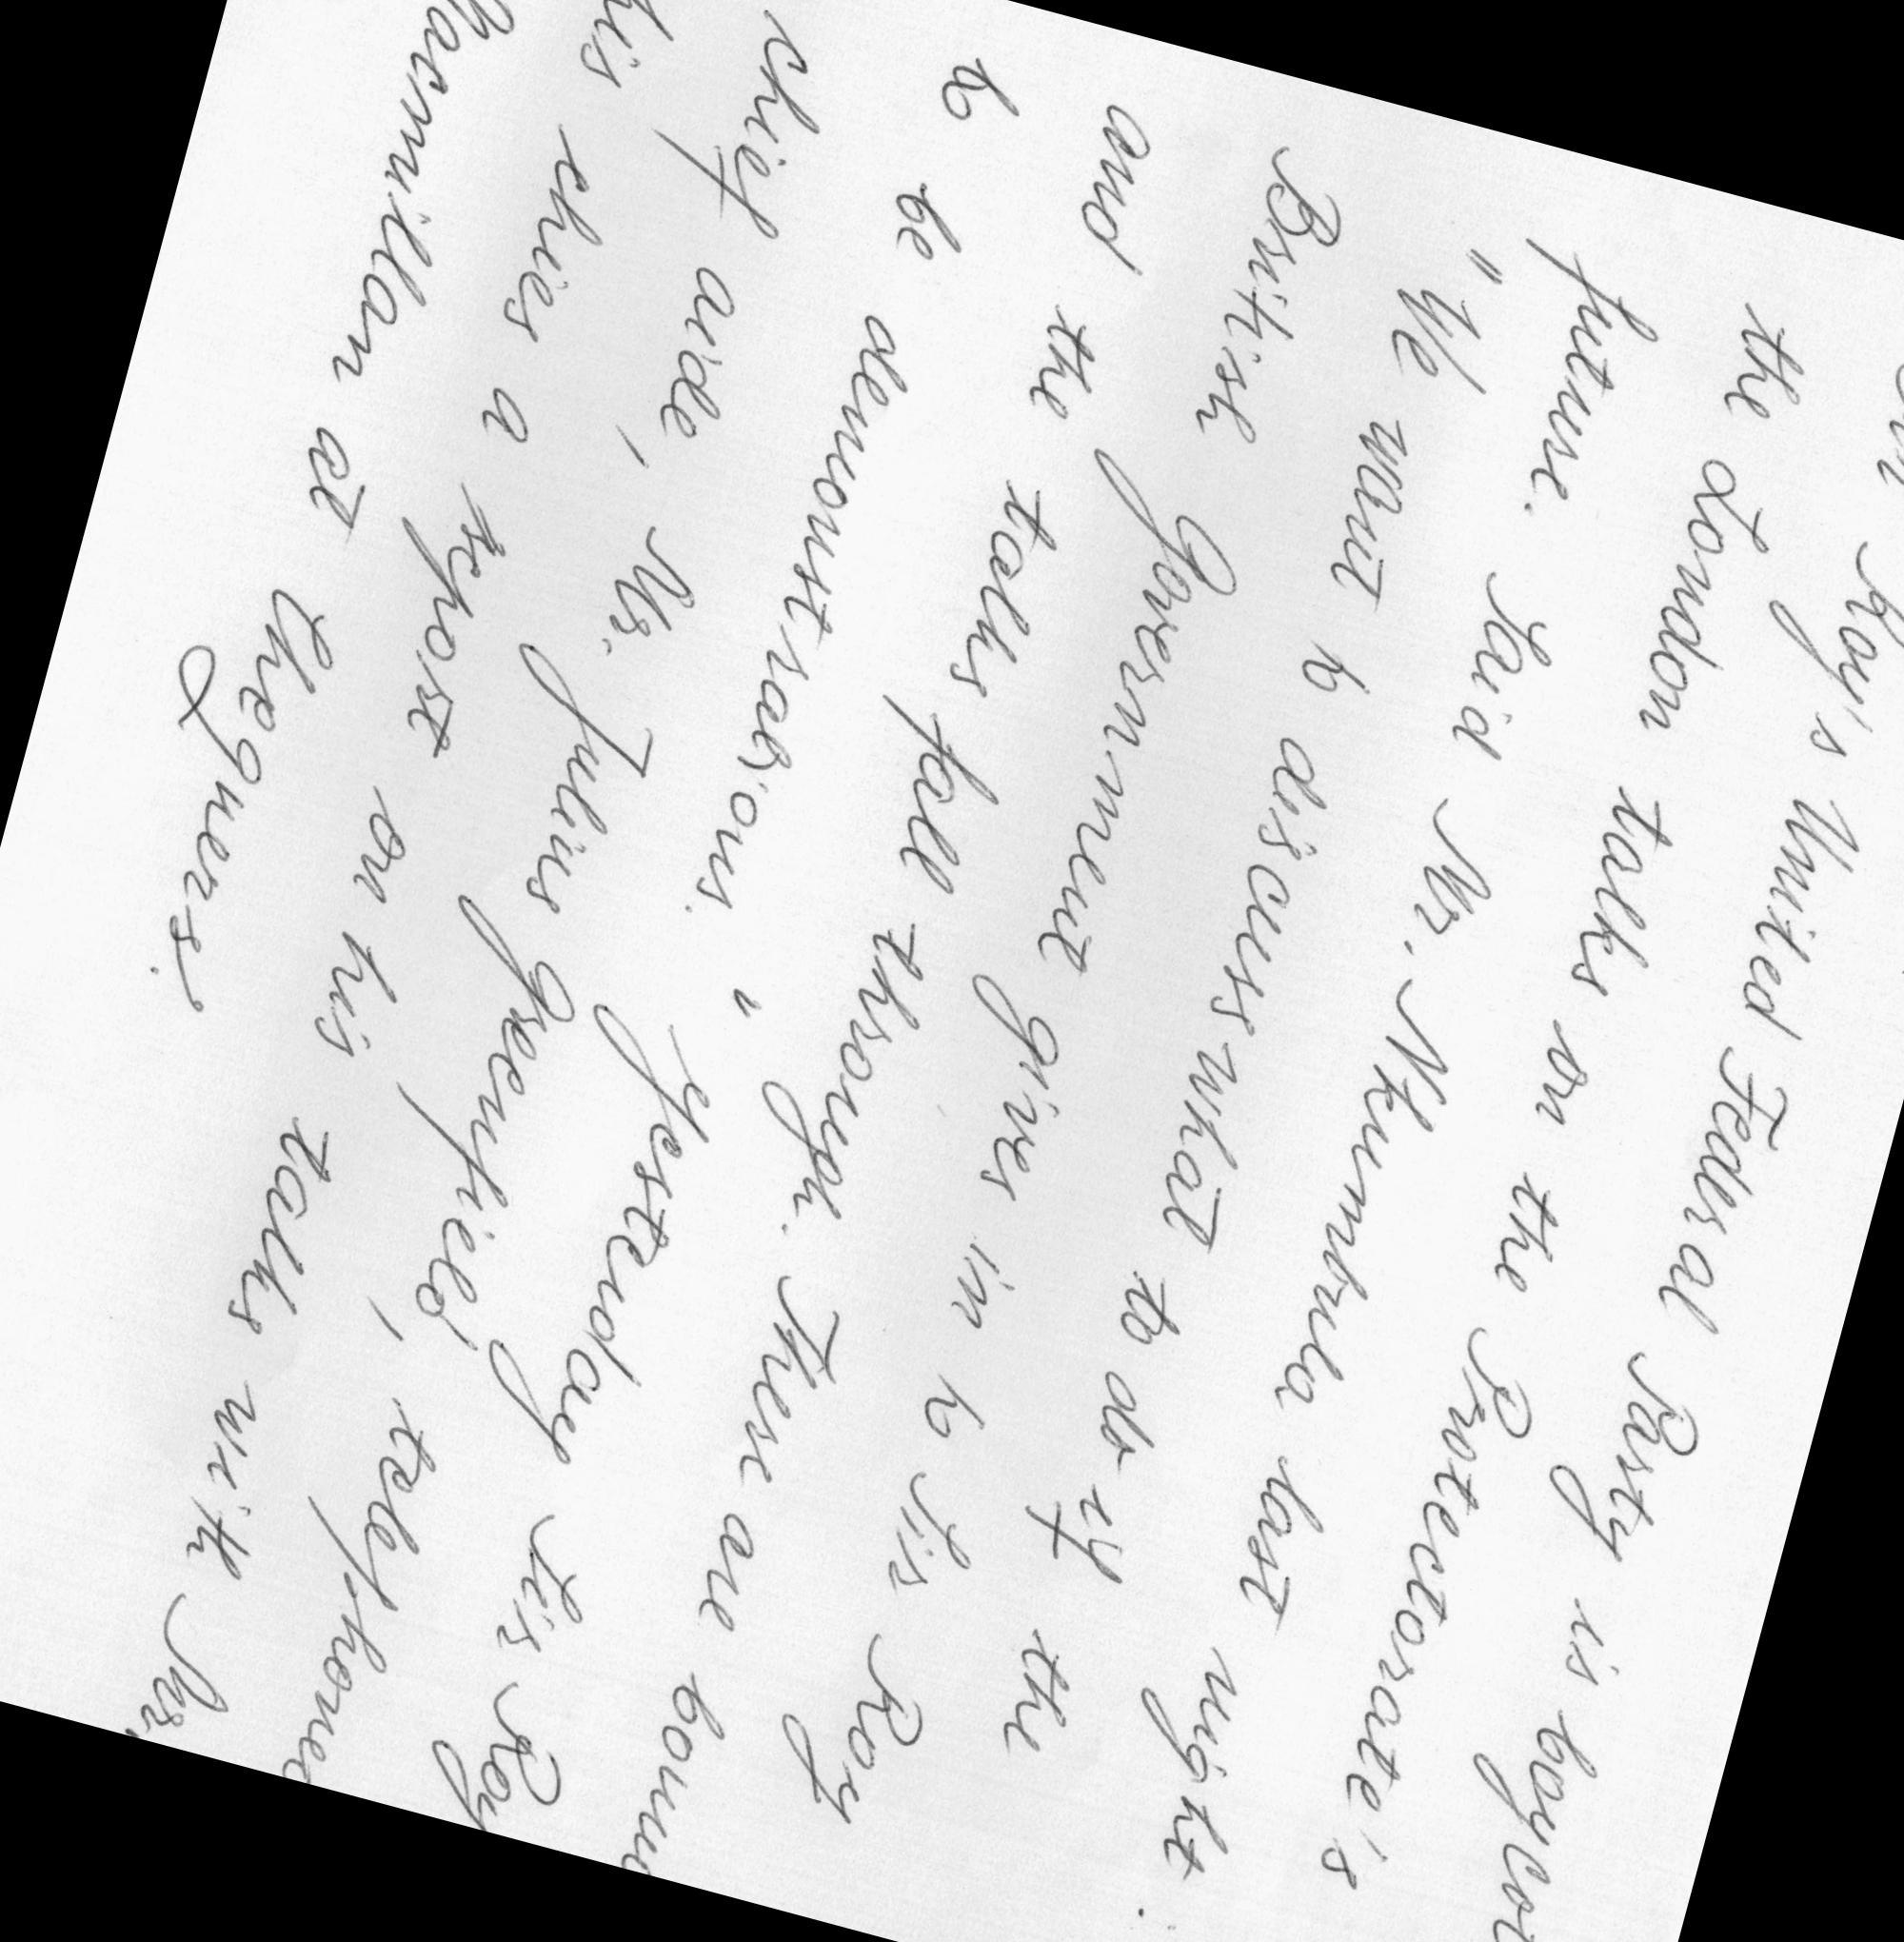 Roy's United Federal Party is boycot
the London talks on the Protectorate's
future. Said Mr. Nkumbula last night:
"We want to discuss what to do if the
British Government gives in to Sir Roy
and the talks fall through. There are bound
to be demonstrations." Yesterday Sir Roy
chief aide, Mr. Julius Greenfield, telephoned
his chief a report on his talks with Mr.
Macmillan at Chequers.